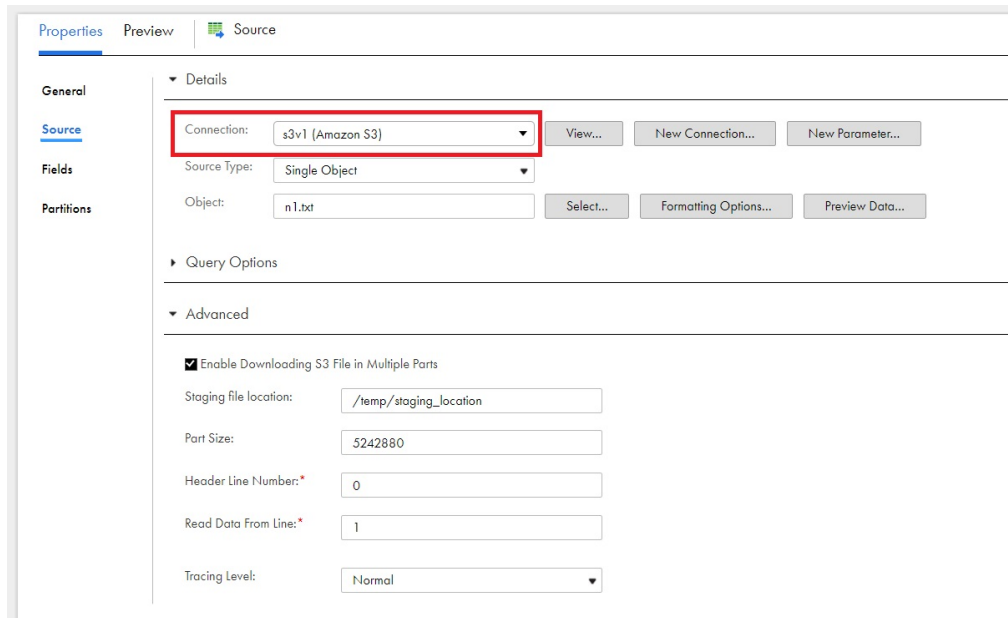 Properties Preview Source
General
Source
Fields
Partitions
Details
Connection: s3v1 (Amazon S3) View... New Connection... New Parameter...
Source Type: Single Object
Object: n1.txt Select... Formatting Options... Preview Data...
Query Options
Advanced
Enable Downloading S3 File in Multiple Parts
Staging file location: /temp/staging_location
Part Size: 5242880
Header Line Number:* 0
Read Data From Line:* 1
Tracing Level: Normal